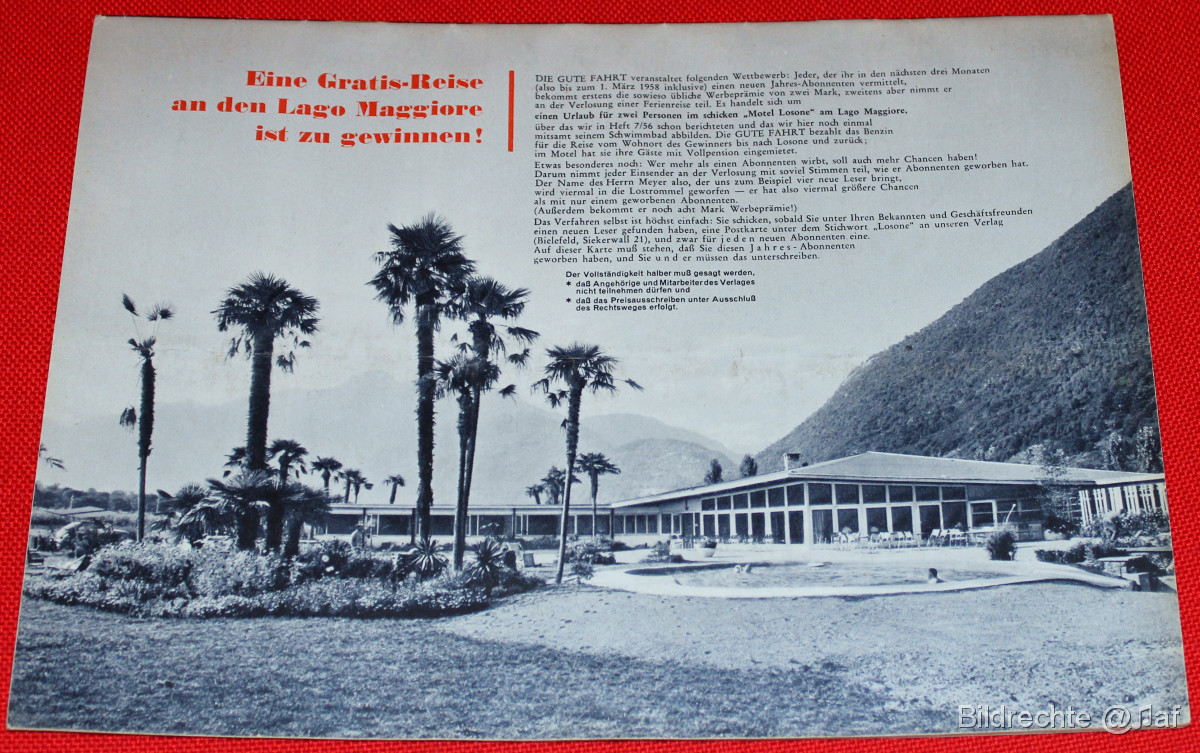 Eine Gratis-Reise
an den Lago Maggiore
ist zu gewinnen!
DIE GUTE FAHRT veranstaltet folgenden Wettbewerb: Jeder, der ihr in den nächsten drei Monaten
(also bis zum 1. März 1958 inklusive) einen neuen Jahres-Abonnenten vermittelt,
bekommt erstens die sowieso übliche Werbeprämie von zwei Mark, zweitens aber nimmt er
an der Verlosung einer Ferienreise teil. Es handelt sich um
einen Urlaub für zwei Personen im schicken „Motel Losone“ am Lago Maggiore,
über das wir in Heft 7/56 schon berichteten und das wir hier noch einmal
mitsamt seinem Schwimmbad abbilden. Die GUTE FAHRT bezahlt das Benzin
für die Reise vom Wohnort des Gewinners bis nach Losone und zurück;
im Motel hat sie ihre Gäste mit Vollpension eingemietet.
Etwas besonderes noch: Wer mehr als einen Abonnenten wirbt, soll auch mehr Chancen haben!
Darum nimmt jeder Einsender an der Verlosung mit soviel Stimmen teil, wie er Abonnenten geworben hat.
Der Name des Herrn Meyer also, der uns zum Beispiel vier neue Leser bringt,
wird viermal in die Lostrommel geworfen — er hat also viermal größere Chancen
als mit nur einem geworbenen Abonnenten.
(Außerdem bekommt er noch acht Mark Werbeprämie!)
Das Verfahren selbst ist höchst einfach: Sie schicken, sobald Sie unter Ihren Bekannten und Geschäftsfreunden
einen neuen Leser gefunden haben, eine Postkarte unter dem Stichwort „Losone“ an unseren Verlag
(Bielefeld, Siekerwall 21), und zwar für jeden neuen Abonnenten eine.
Auf dieser Karte muß stehen, daß Sie diesen Jahres-Abonnenten
geworben haben, und Sie und er müssen das unterschreiben.
Der Vollständigkeit halber muß gesagt werden,
* daß Angehörige und Mitarbeiter des Verlages
nicht teilnehmen dürfen und
* daß das Preisausschreiben unter Ausschluß
des Rechtsweges erfolgt.
Bildrechte @ flaf